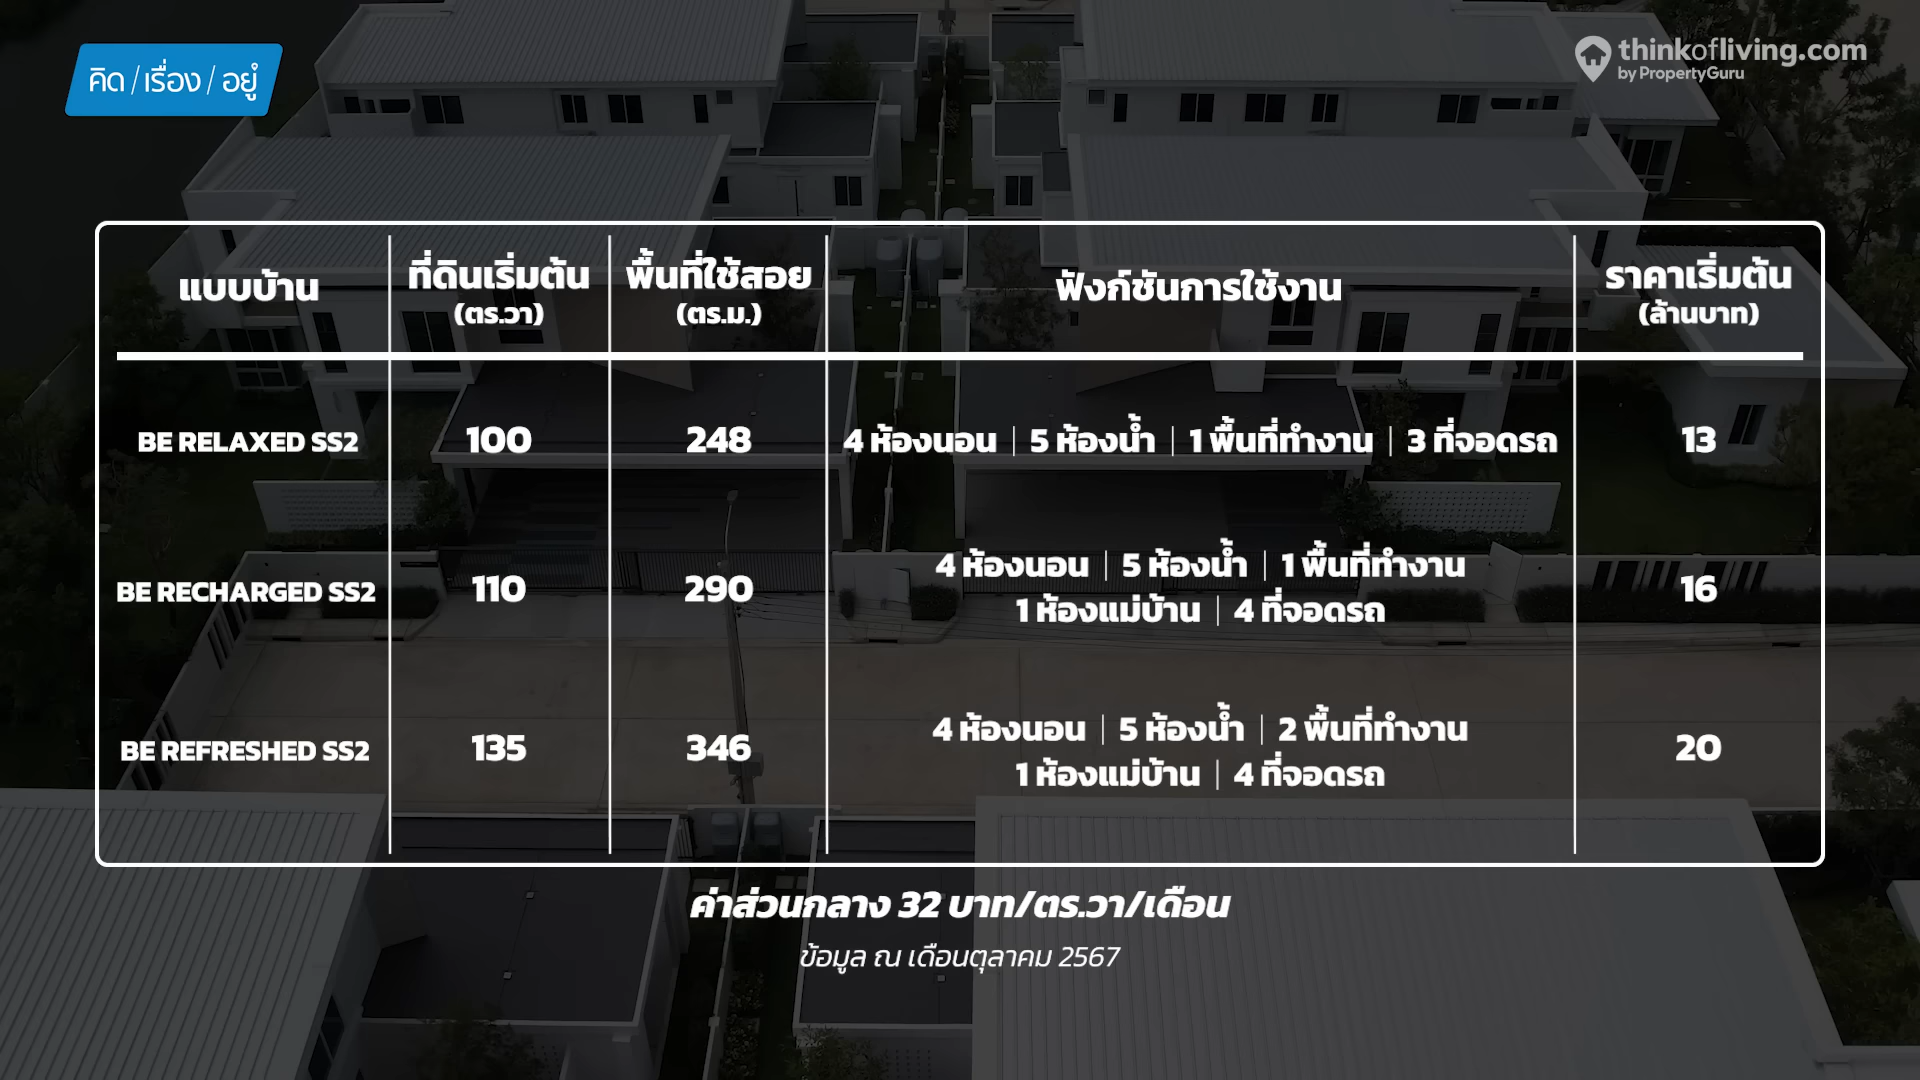 คิด / เรื่อง / อยู่
thinkofliving.com
by PropertyGuru
แบบบ้าน
ที่ดินเริ่มต้น
(ตร.วา)
พื้นที่ใช้สอย
(ตร.ม.)
ฟังก์ชันการใช้งาน
ราคาเริ่มต้น
(ล้านบาท)
BE RELAXED SS2
100
248
4 ห้องนอน | 5 ห้องน้ำ | 1 พื้นที่ทำงาน | 3 ที่จอดรถ
13
BE RECHARGED SS2
110
290
4 ห้องนอน | 5 ห้องน้ำ | 1 พื้นที่ทำงาน
1 ห้องแม่บ้าน | 4 ที่จอดรถ
16
BE REFRESHED SS2
135
346
4 ห้องนอน | 5 ห้องน้ำ | 2 พื้นที่ทำงาน
1 ห้องแม่บ้าน | 4 ที่จอดรถ
20
ค่าส่วนกลาง 32 บาท/ตร.วา/เดือน
ข้อมูล ณ เดือนตุลาคม 2567